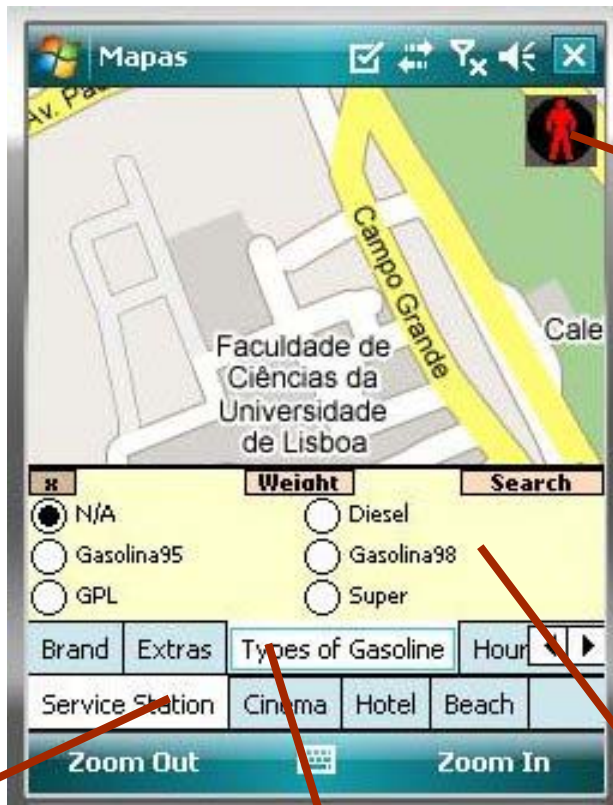 Mapas
Av. Pa
Campo Grande
Cale
Faculdade de
Ciências da
Universidade
de Lisboa
x Weight Search
N/A Diesel
Gasolina95 Gasolina98
GPL Super
Brand Extras Types of Gasoline Hour
Service Station Cinema Hotel Beach
Zoom Out Zoom In